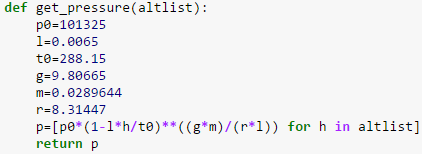 def get_pressure(altlist):
    p0=101325
    l=0.0065
    t0=288.15
    g=9.80665
    m=0.0289644
    r=8.31447
    p=[p0*(1-l*h/t0)**((g*m)/(r*l)) for h in altlist]
    return p